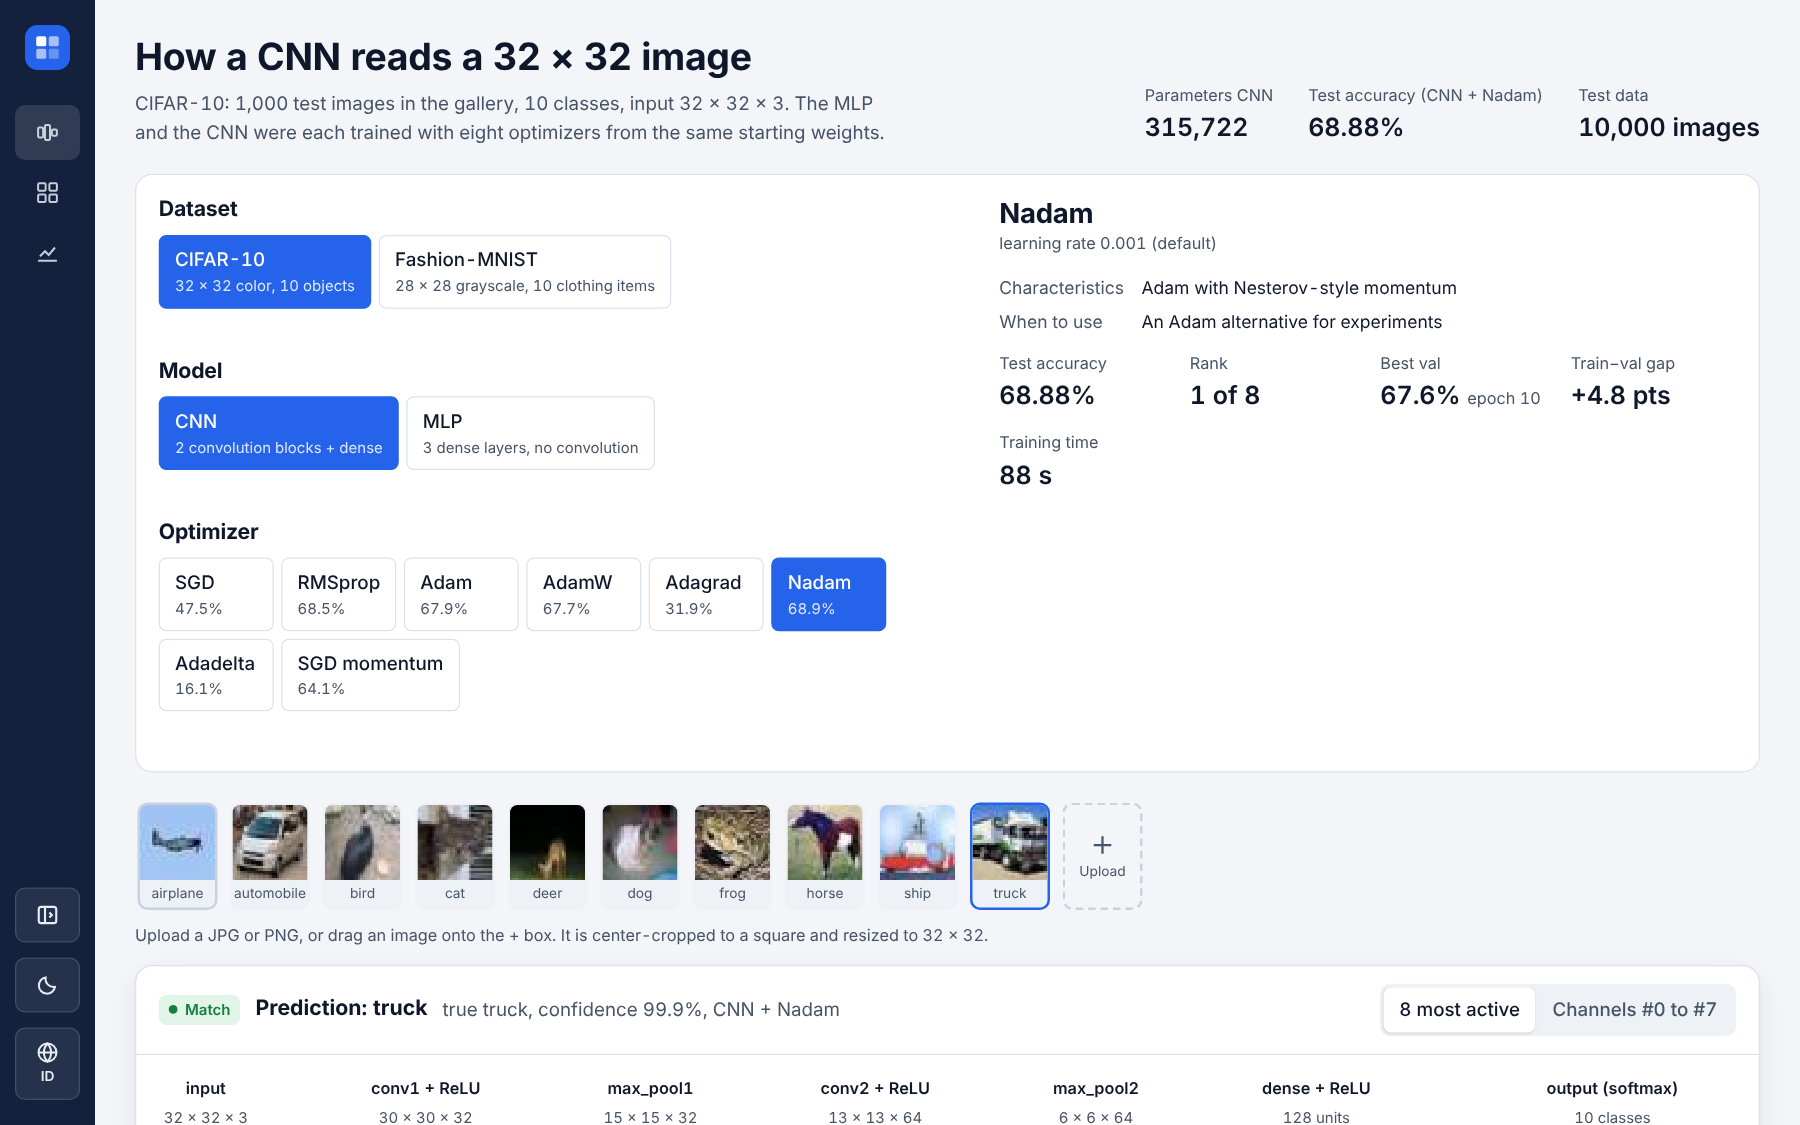 How a CNN reads a 32 × 32 image
CIFAR-10: 1,000 test images in the gallery, 10 classes, input 32 × 32 × 3. The MLP
and the CNN were each trained with eight optimizers from the same starting weights.
Parameters CNN
315,722
Test accuracy (CNN + Nadam)
68.88%
Test data
10,000 images
Dataset
CIFAR-10
32 × 32 color, 10 objects
Fashion-MNIST
28 × 28 grayscale, 10 clothing items
Model
CNN
2 convolution blocks + dense
MLP
3 dense layers, no convolution
Optimizer
SGD
47.5%
RMSprop
68.5%
Adam
67.9%
AdamW
67.7%
Adagrad
31.9%
Nadam
68.9%
Adadelta
16.1%
SGD momentum
64.1%
Nadam
learning rate 0.001 (default)
Characteristics Adam with Nesterov-style momentum
When to use An Adam alternative for experiments
Test accuracy
68.88%
Rank
1 of 8
Best val
67.6% epoch 10
Train–val gap
+4.8 pts
Training time
88 s
airplane
automobile
bird
cat
deer
dog
frog
horse
ship
truck
+
Upload
Upload a JPG or PNG, or drag an image onto the + box. It is center-cropped to a square and resized to 32 × 32.
Match
Prediction: truck true truck, confidence 99.9%, CNN + Nadam
8 most active
Channels #0 to #7
input
32 × 32 × 3
conv1 + ReLU
30 × 30 × 32
max_pool1
15 × 15 × 32
conv2 + ReLU
13 × 13 × 64
max_pool2
6 × 6 × 64
dense + ReLU
128 units
output (softmax)
10 classes
ID